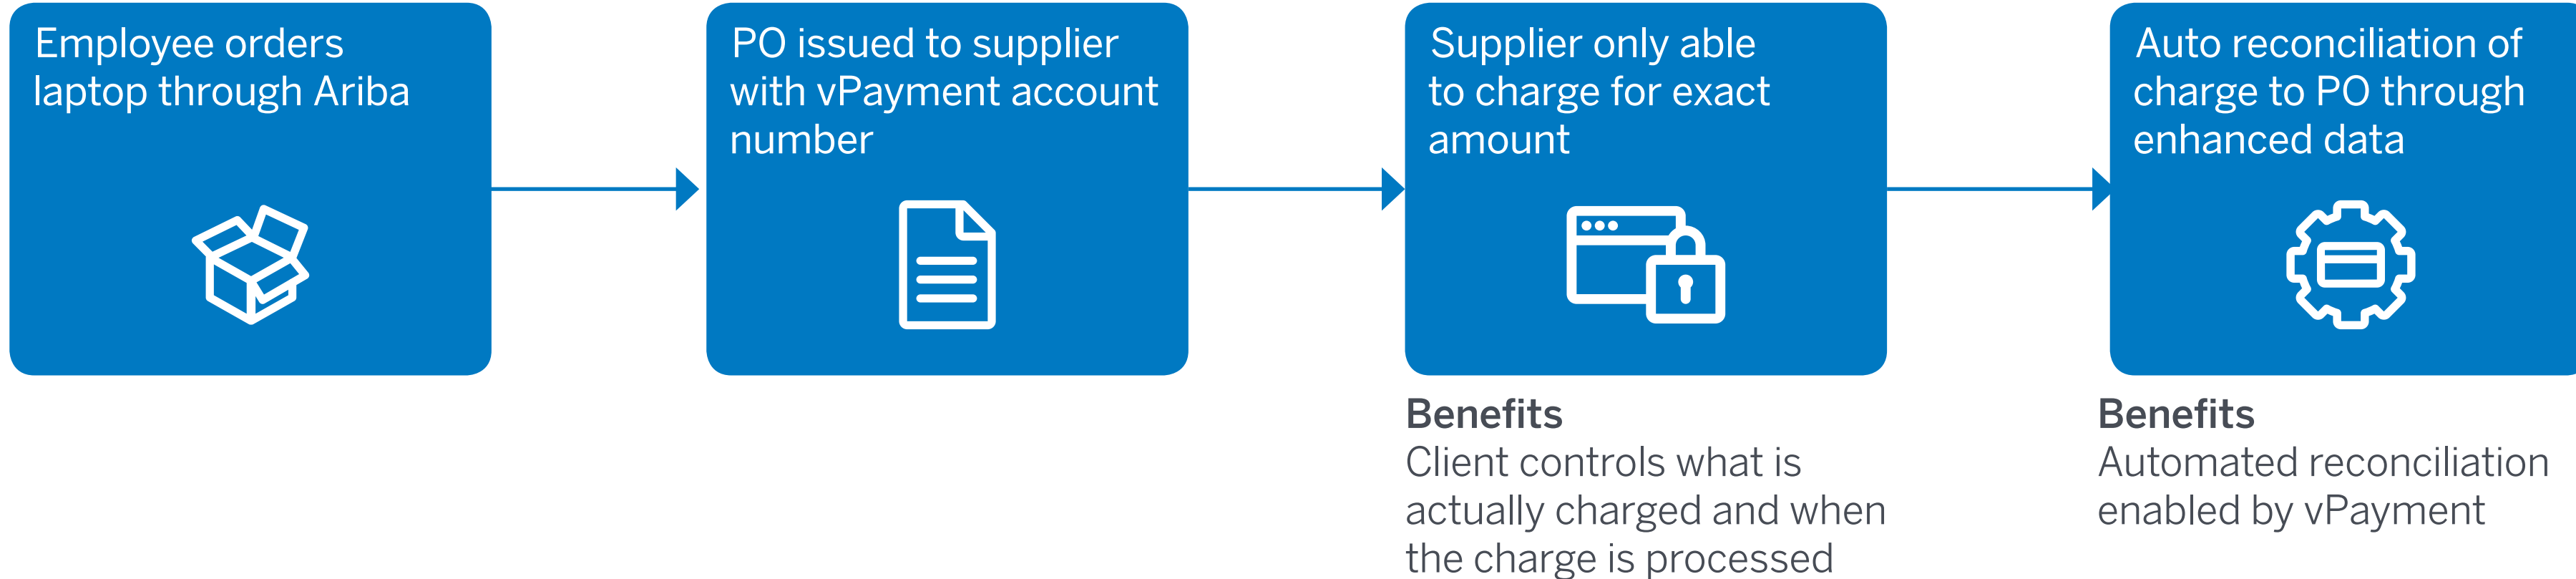 Employee orders
laptop through Ariba
PO issued to supplier
with vPayment account
number
Supplier only able
to charge for exact
amount
Auto reconciliation of
charge to PO through
enhanced data
Benefits
Client controls what is
actually charged and when
the charge is processed
Benefits
Automated reconciliation
enabled by vPayment